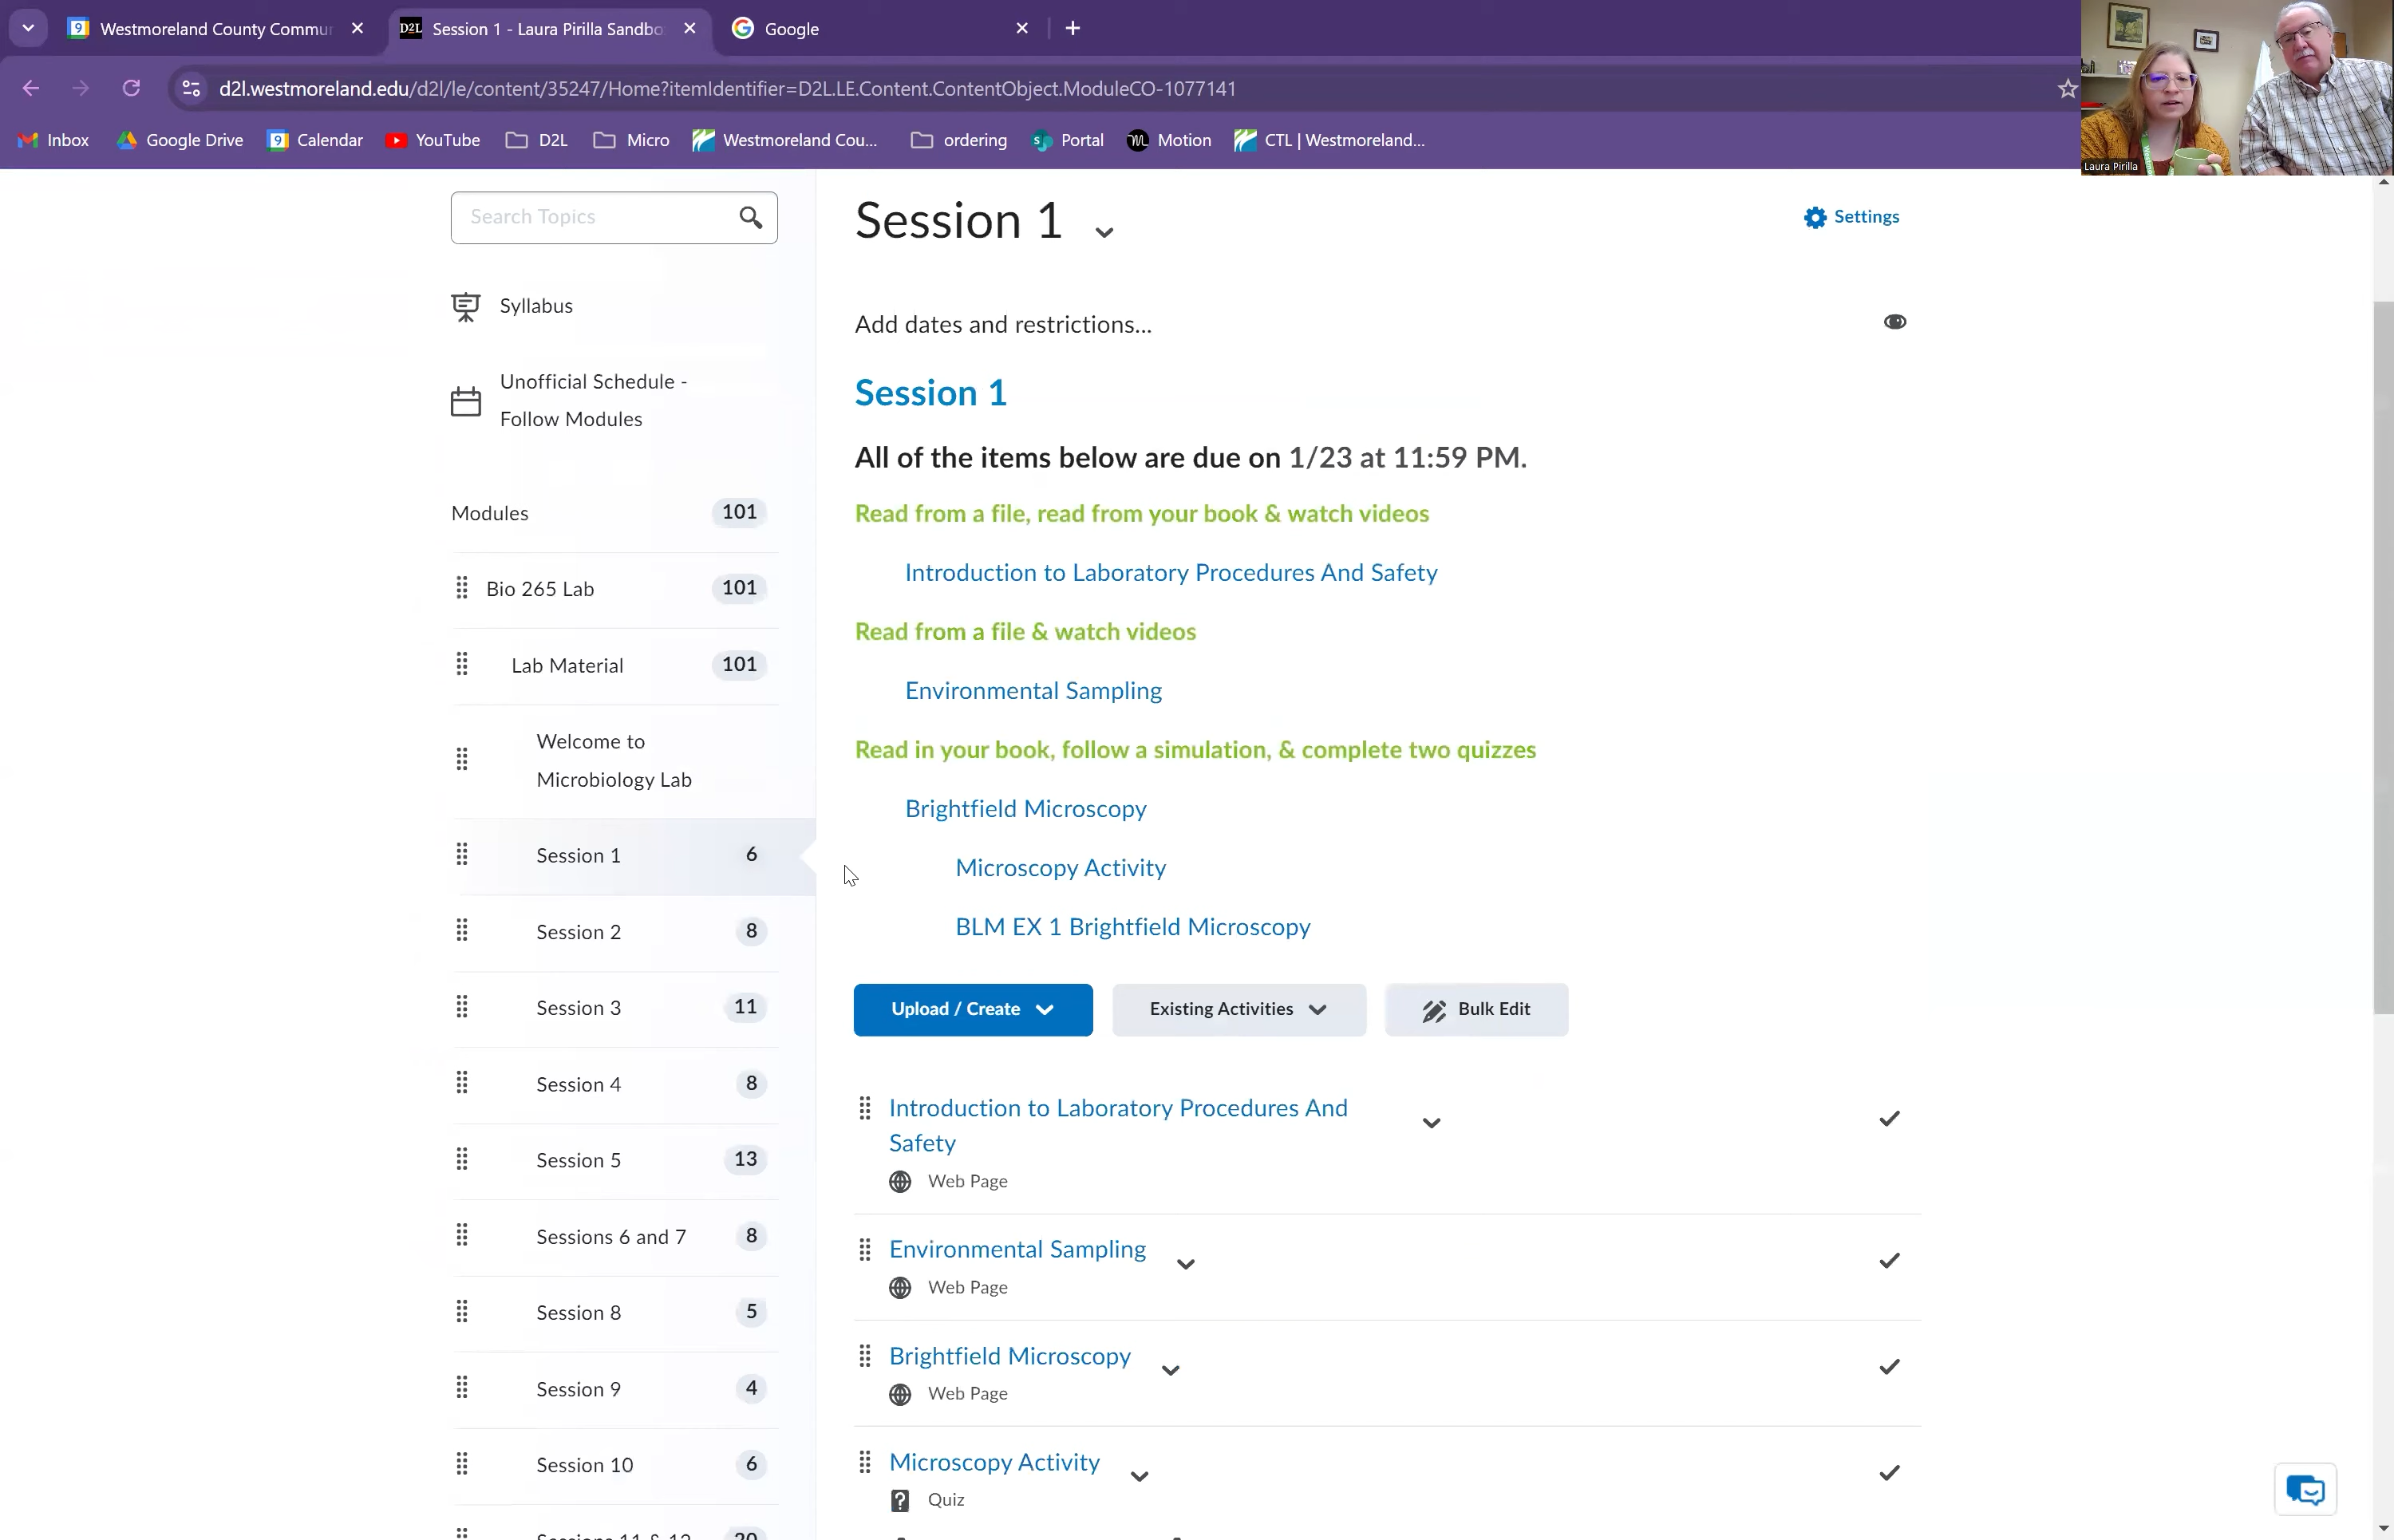 Westmoreland County Commu
D2L
Session 1 - Laura Pirilla Sandbo
Google
d2l.westmoreland.edu/d2l/le/content/35247/Home?itemIdentifier=D2L.LE.Content.ContentObject.ModuleCO-1077141
Inbox
Google Drive
Calendar
YouTube
D2L
Micro
Westmoreland Cou...
ordering
Portal
Motion
CTL | Westmoreland...
Laura Pirilla
Search Topics
Syllabus
Unofficial Schedule -
Follow Modules
Modules 101
Bio 265 Lab 101
Lab Material 101
Welcome to
Microbiology Lab
Session 1 6
Session 2 8
Session 3 11
Session 4 8
Session 5 13
Sessions 6 and 7 8
Session 8 5
Session 9 4
Session 10 6
Sessions 11 & 12 20
Session 1
Settings
Add dates and restrictions...
Session 1
All of the items below are due on 1/23 at 11:59 PM.
Read from a file, read from your book & watch videos
Introduction to Laboratory Procedures And Safety
Read from a file & watch videos
Environmental Sampling
Read in your book, follow a simulation, & complete two quizzes
Brightfield Microscopy
Microscopy Activity
BLM EX 1 Brightfield Microscopy
Upload / Create
Existing Activities
Bulk Edit
Introduction to Laboratory Procedures And
Safety
Web Page
Environmental Sampling
Web Page
Brightfield Microscopy
Web Page
Microscopy Activity
Quiz